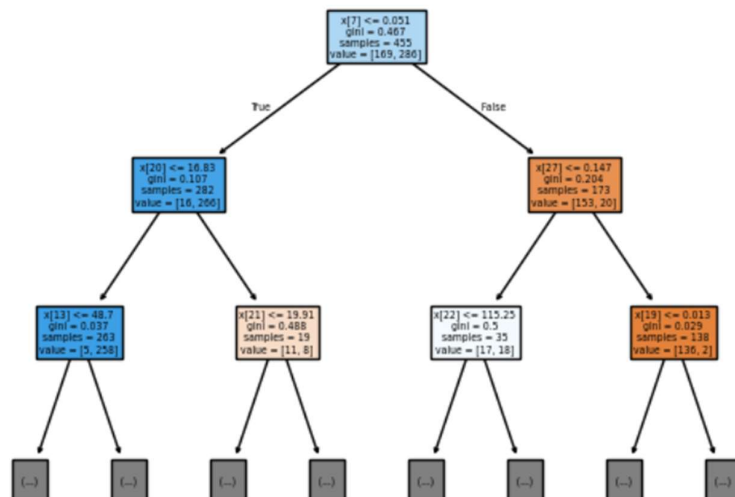 x[7] <= 0.051
gini = 0.467
samples = 455
value = [169, 286]
True
False
x[20] <= 16.83
gini = 0.107
samples = 282
value = [16, 266]
x[27] <= 0.147
gini = 0.204
samples = 173
value = [153, 20]
x[13] <= 48.7
gini = 0.037
samples = 263
value = [5, 258]
x[21] <= 19.91
gini = 0.488
samples = 19
value = [11, 8]
x[22] <= 115.25
gini = 0.5
samples = 35
value = [17, 18]
x[19] <= 0.013
gini = 0.029
samples = 138
value = [136, 2]
(...)
(...)
(...)
(...)
(...)
(...)
(...)
(...)